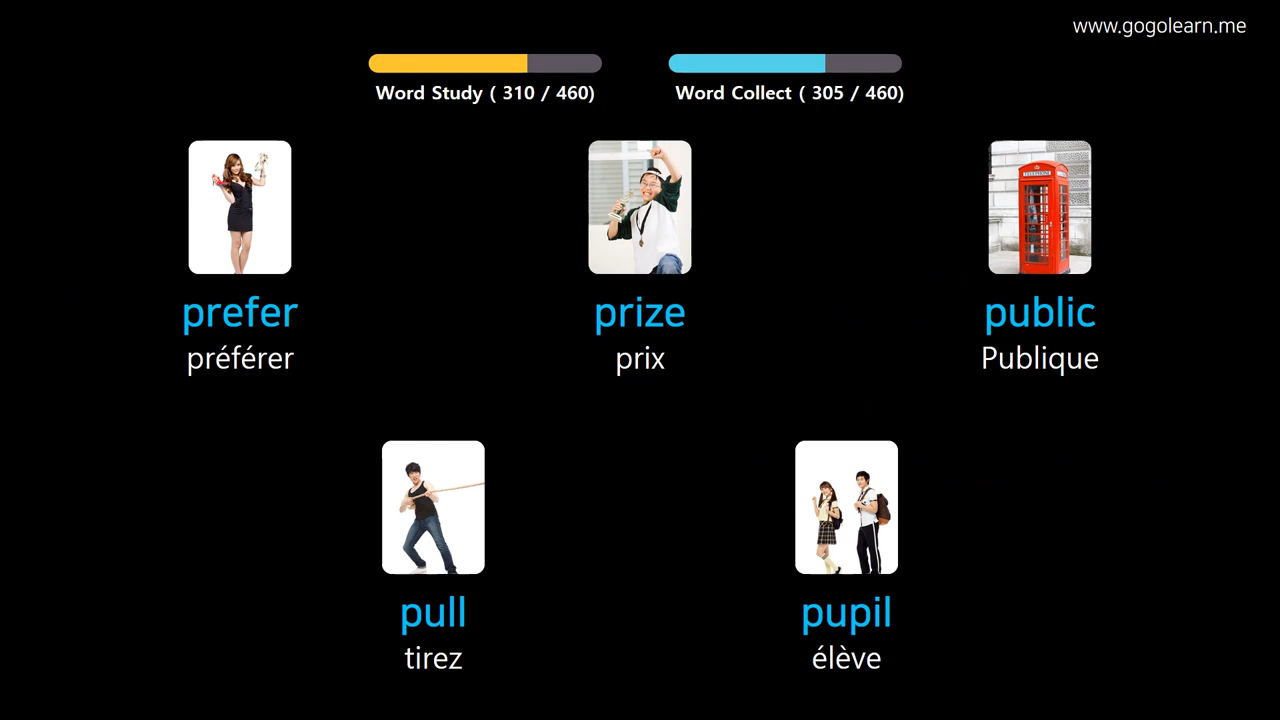 www.gogolearn.me
Word Study ( 310 / 460)
Word Collect ( 305 / 460)
TELEPHONE
prefer
préférer
prize
prix
public
Publique
pull
tirez
pupil
élève